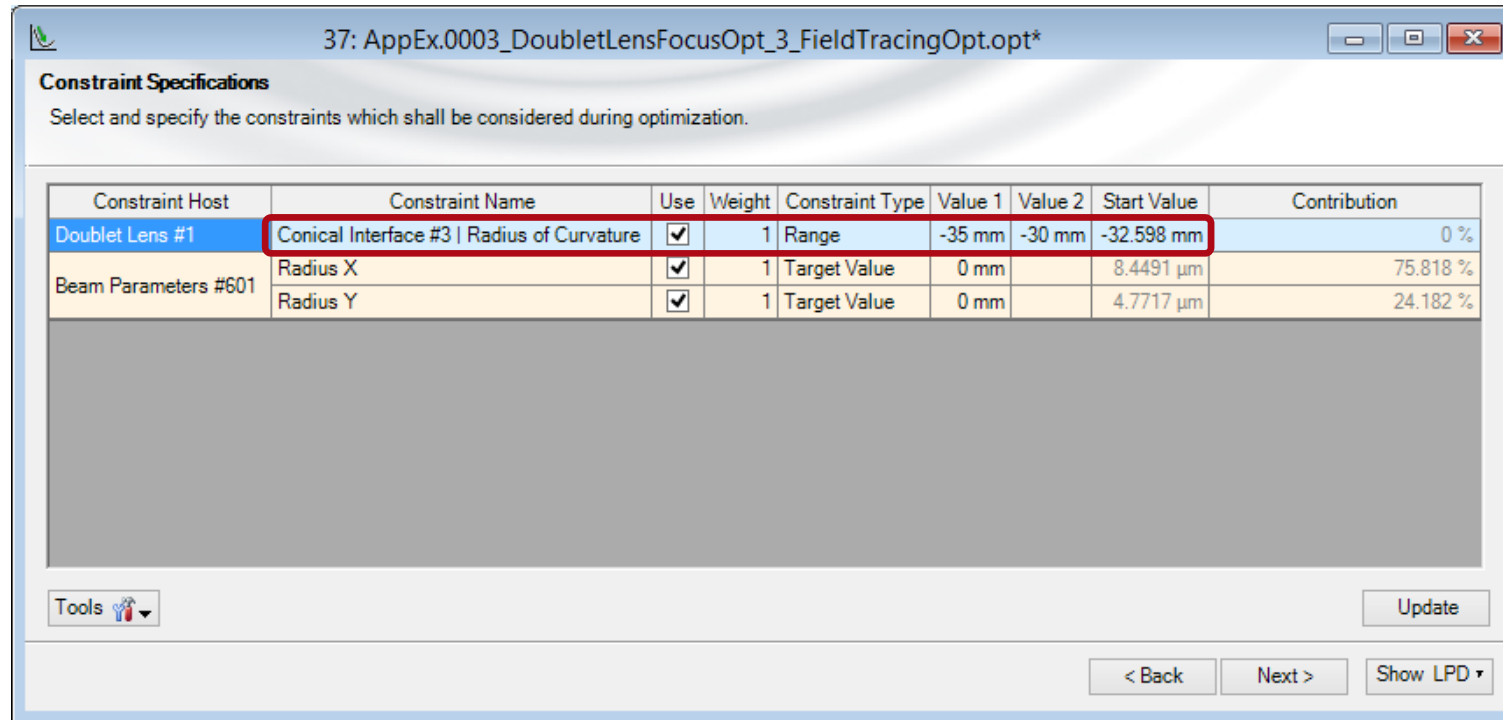 37: AppEx.0003_DoubletLensFocusOpt_3_FieldTracingOpt.opt*
Constraint Specifications
Select and specify the constraints which shall be considered during optimization.
Constraint Host Constraint Name Use Weight Constraint Type Value 1 Value 2 Start Value Contribution
Doublet Lens #1 Conical Interface #3 | Radius of Curvature 1 Range -35 mm -30 mm -32.598 mm 0 %
Beam Parameters #601 Radius X 1 Target Value 0 mm 8.4491 µm 75.818 %
Radius Y 1 Target Value 0 mm 4.7717 µm 24.182 %
Tools Update
< Back Next > Show LPD